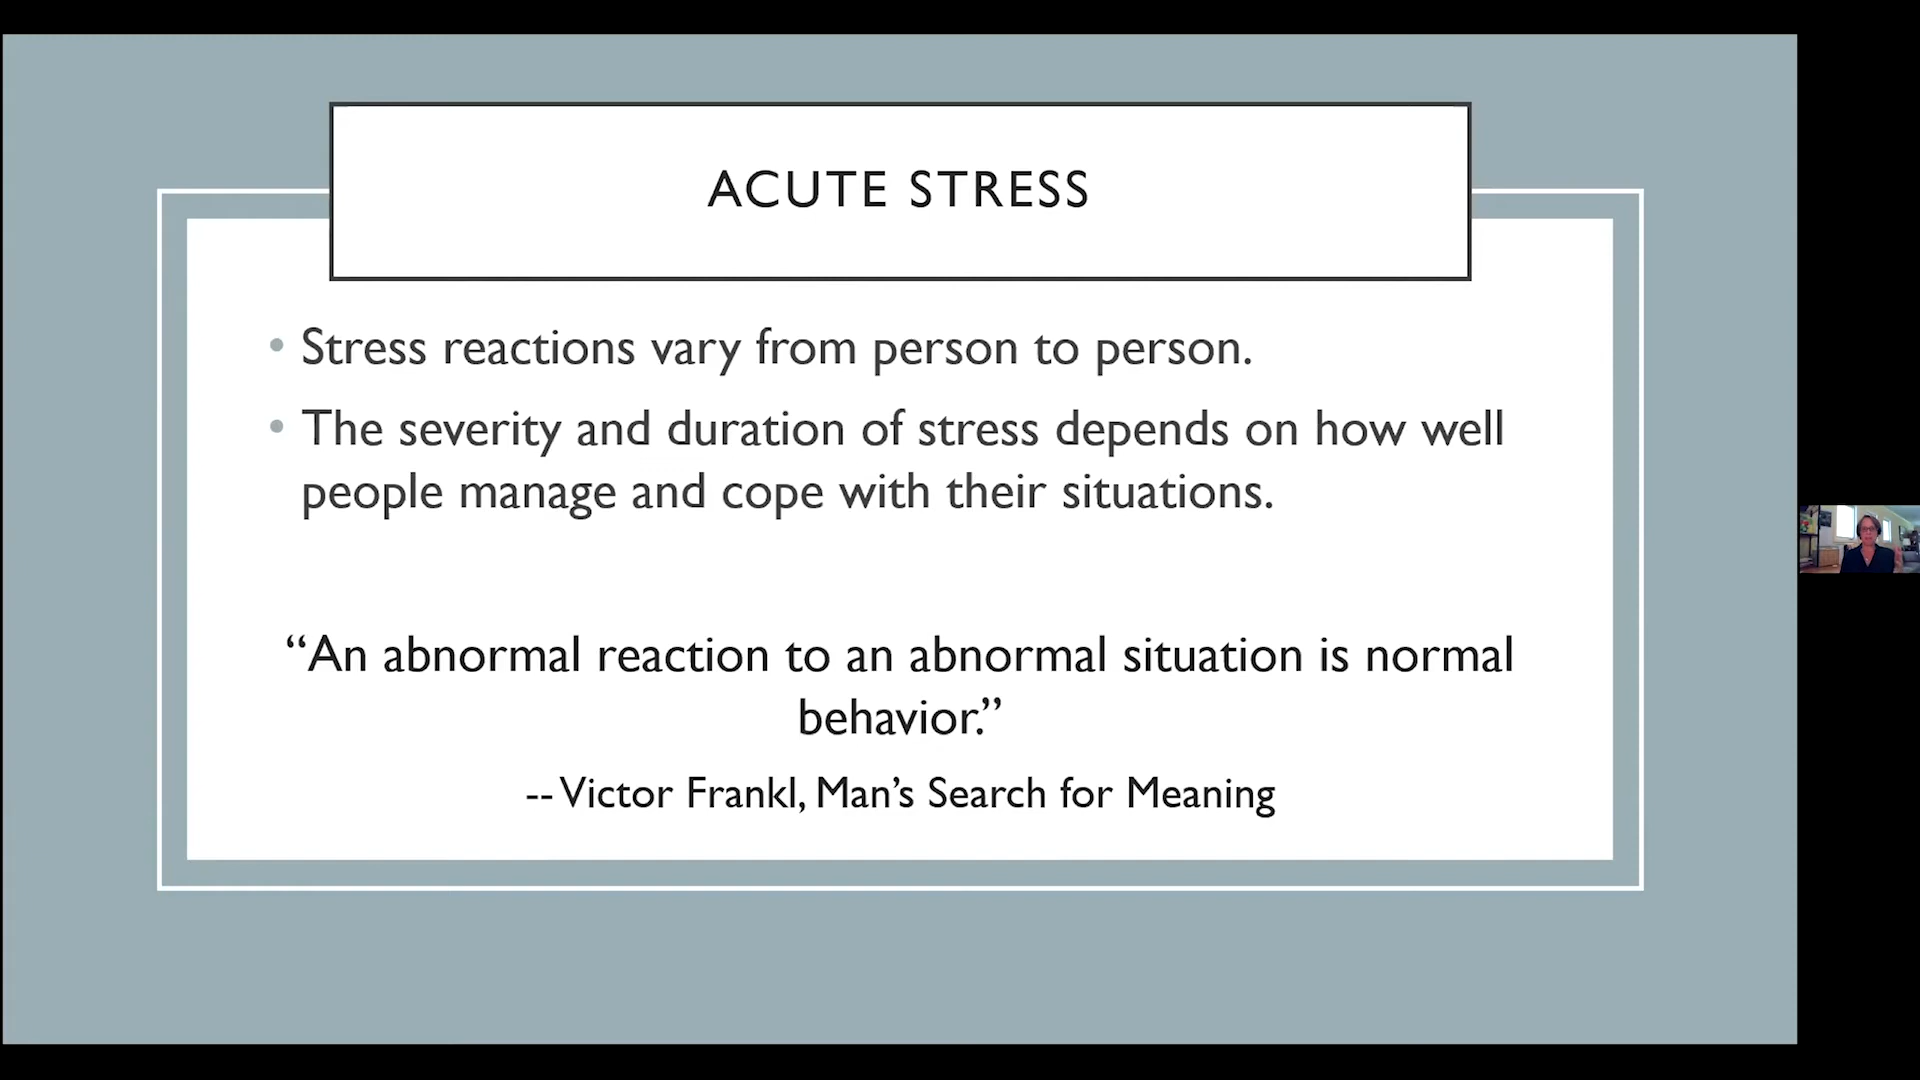 ACUTE STRESS
• Stress reactions vary from person to person.
• The severity and duration of stress depends on how well
people manage and cope with their situations.
“An abnormal reaction to an abnormal situation is normal
behavior.”
-- Victor Frankl, Man’s Search for Meaning